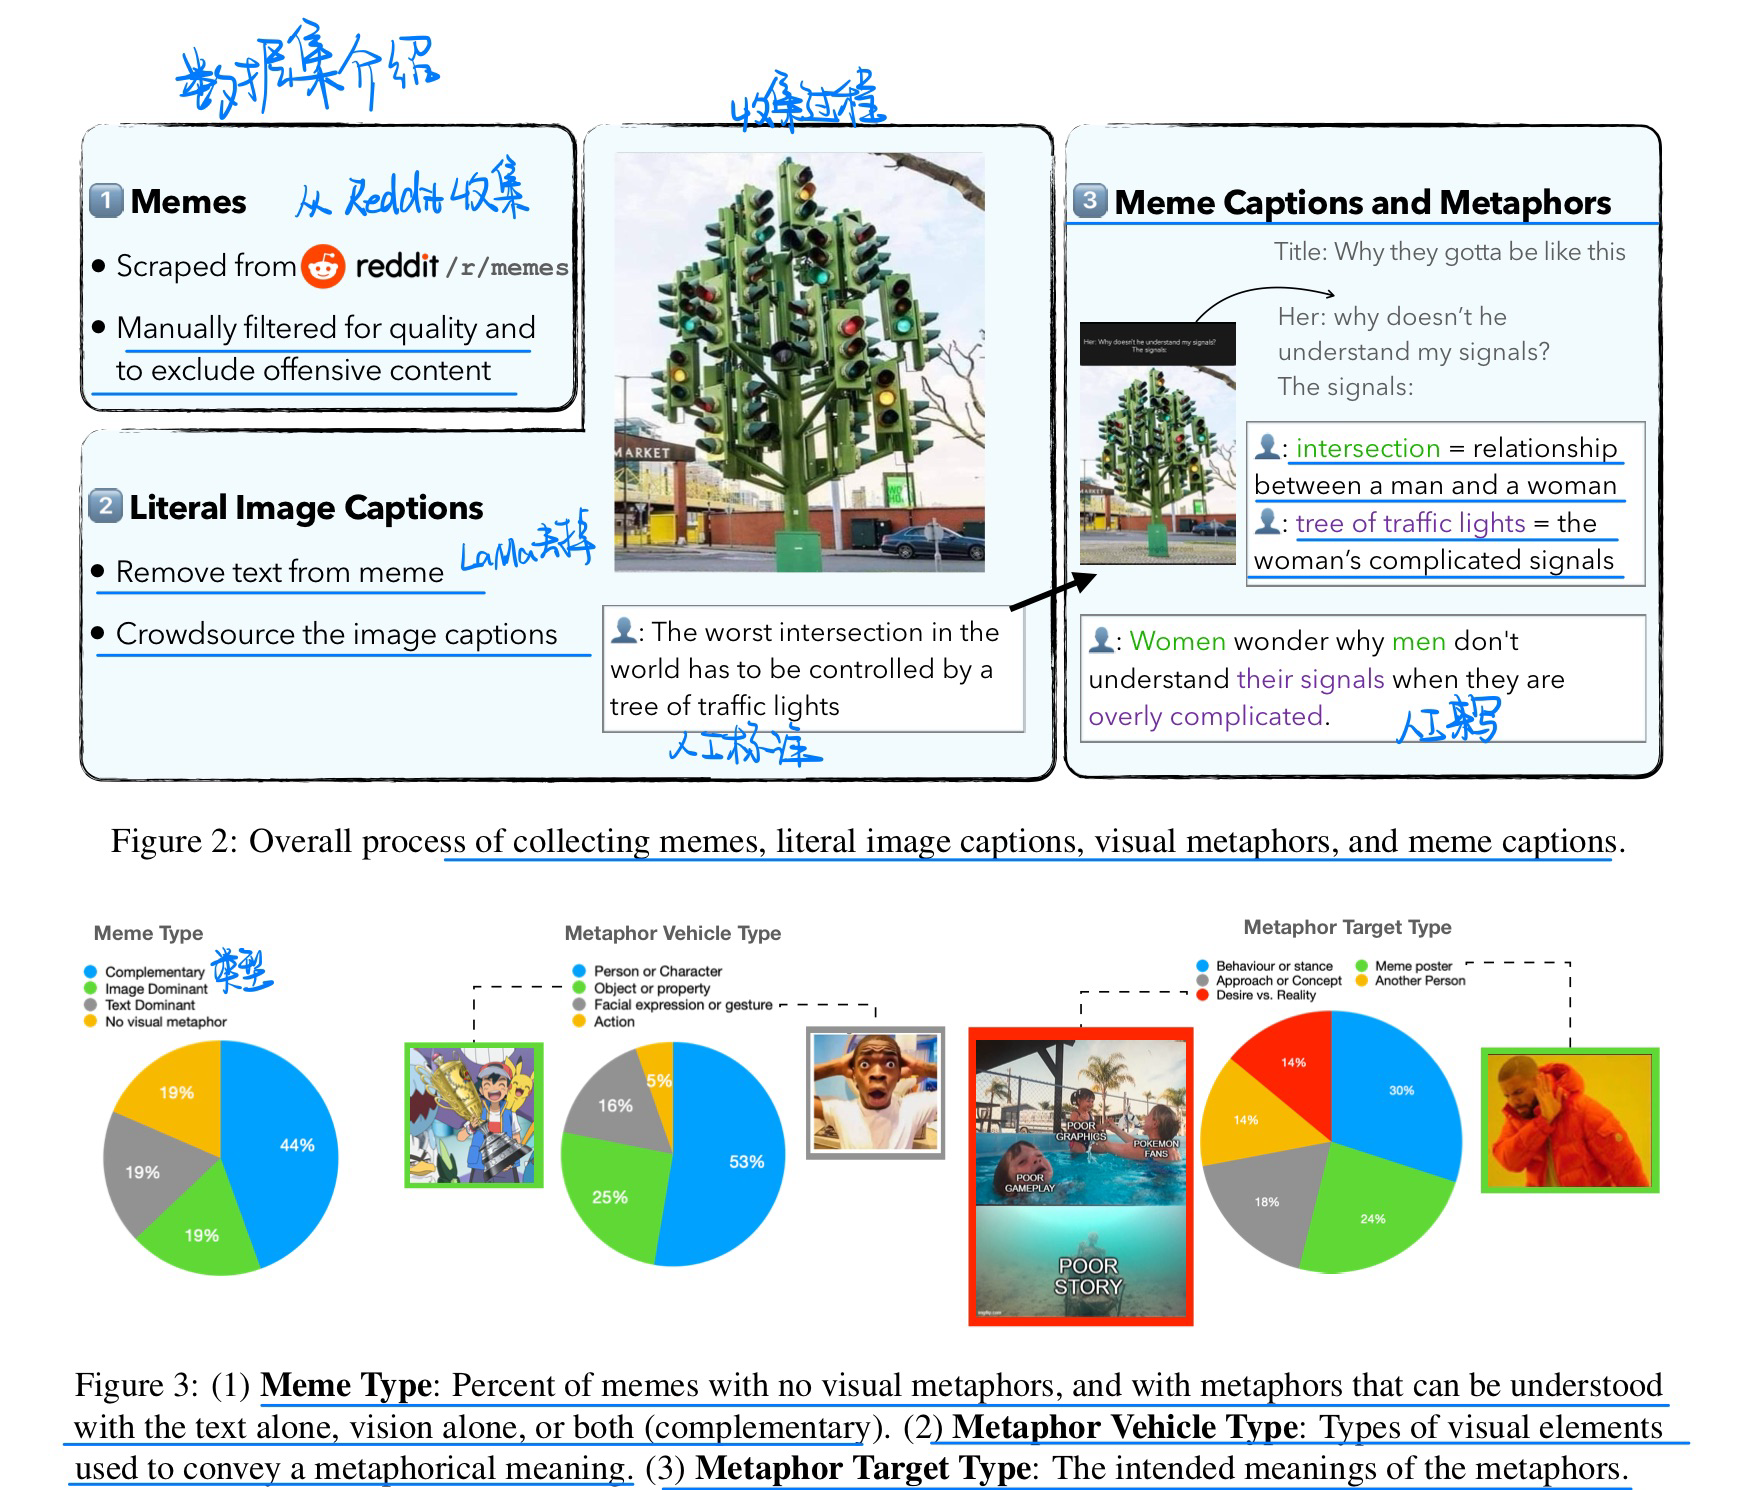 数据集介绍
收集过程
1 Memes
从 Reddit 收集
• Scraped from reddit /r/memes
• Manually filtered for quality and
to exclude offensive content
2 Literal Image Captions
LaMa去掉
• Remove text from meme
• Crowdsource the image captions
MARKET
: The worst intersection in the
world has to be controlled by a
tree of traffic lights
人工标注
3 Meme Captions and Metaphors
Title: Why they gotta be like this
Her: why doesn’t he
understand my signals?
The signals:
Her: Why doesn't he understand my signals?
The signals:
MARKET
: intersection = relationship
between a man and a woman
: tree of traffic lights = the
woman’s complicated signals
: Women wonder why men don't
understand their signals when they are
overly complicated.
人工编写
Figure 2: Overall process of collecting memes, literal image captions, visual metaphors, and meme captions.
Meme Type
类型
Complementary
Image Dominant
Text Dominant
No visual metaphor
19%
44%
19%
19%
Metaphor Vehicle Type
Person or Character
Object or property
Facial expression or gesture
Action
5%
16%
53%
25%
Metaphor Target Type
Behaviour or stance
Meme poster
Approach or Concept
Another Person
Desire vs. Reality
POOR
GRAPHICS
POKEMON
FANS
POOR
GAMEPLAY
POOR
STORY
imgflip.com
14%
30%
14%
18%
24%
Figure 3: (1) Meme Type: Percent of memes with no visual metaphors, and with metaphors that can be understood
with the text alone, vision alone, or both (complementary). (2) Metaphor Vehicle Type: Types of visual elements
used to convey a metaphorical meaning. (3) Metaphor Target Type: The intended meanings of the metaphors.